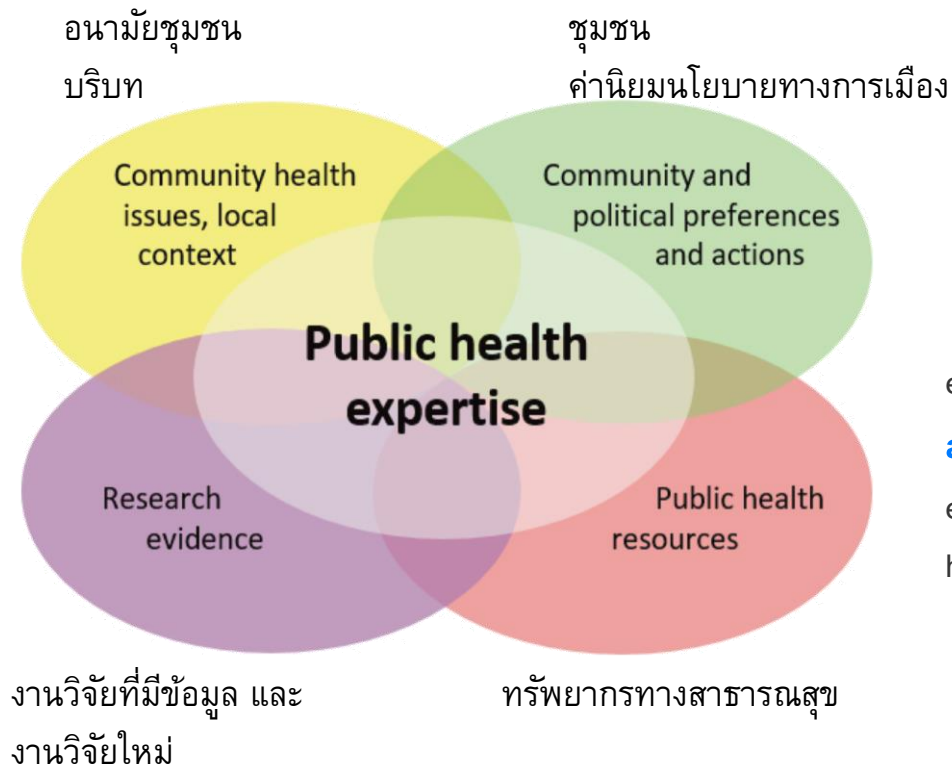 อนามัยชุมชน
บริบท
ชุมชน
ค่านิยมนโยบายทางการเมือง
Community health
issues, local
context
Community and
political preferences
and actions
Public health
expertise
Research
evidence
Public health
resources
e
a
e
h
งานวิจัยที่มีข้อมูล และ
งานวิจัยใหม่
ทรัพยากรทางสาธารณสุข